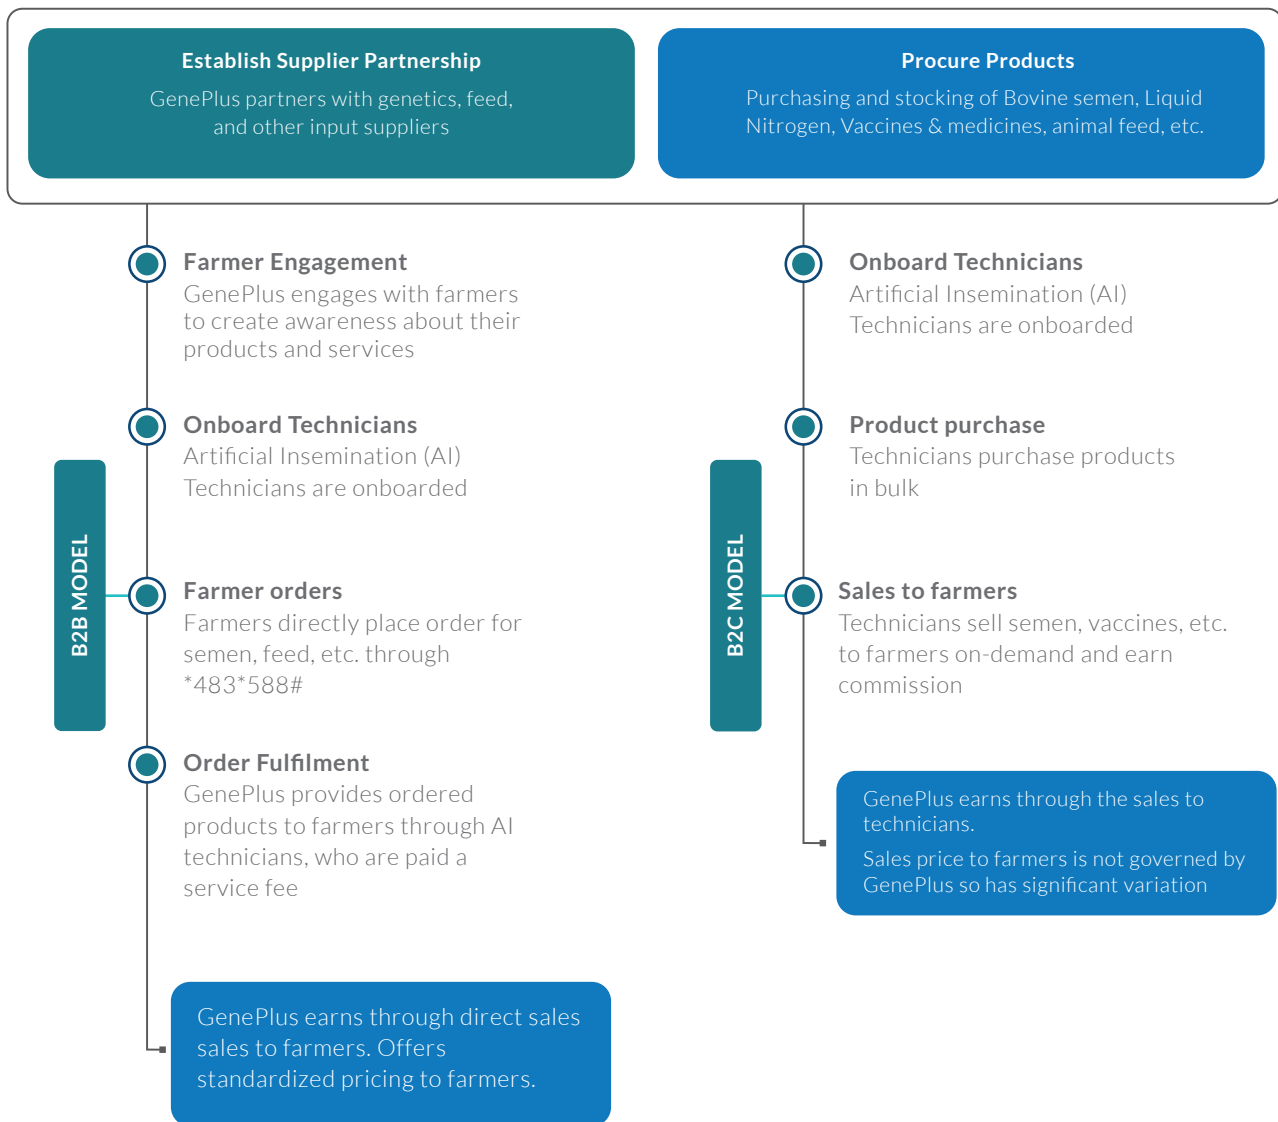 Establish Supplier Partnership
GenePlus partners with genetics, feed,
and other input suppliers
Procure Products
Purchasing and stocking of Bovine semen, Liquid
Nitrogen, Vaccines & medicines, animal feed, etc.
B2B MODEL
Farmer Engagement
GenePlus engages with farmers
to create awareness about their
products and services
Onboard Technicians
Artificial Insemination (AI)
Technicians are onboarded
Farmer orders
Farmers directly place order for
semen, feed, etc. through
*483*588#
Order Fulfilment
GenePlus provides ordered
products to farmers through AI
technicians, who are paid a
service fee
GenePlus earns through direct sales
sales to farmers. Offers
standardized pricing to farmers.
B2C MODEL
Onboard Technicians
Artificial Insemination (AI)
Technicians are onboarded
Product purchase
Technicians purchase products
in bulk
Sales to farmers
Technicians sell semen, vaccines, etc.
to farmers on-demand and earn
commission
GenePlus earns through the sales to
technicians.
Sales price to farmers is not governed by
GenePlus so has significant variation